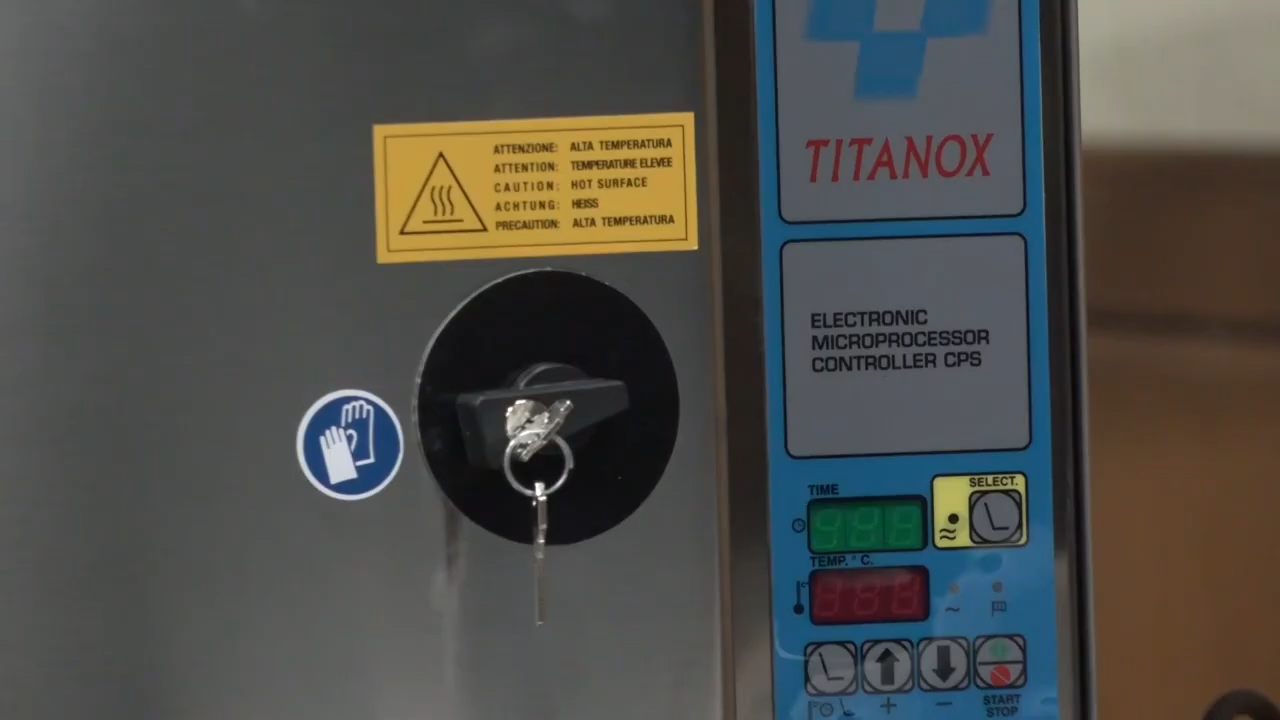 ATTENZIONE: ALTA TEMPERATURA
ATTENTION: TEMPERATURE ELEVEE
CAUTION: HOT SURFACE
ACHTUNG: HEISS
PRECAUTION: ALTA TEMPERATURA
TITANOX
ELECTRONIC
MICROPROCESSOR
CONTROLLER CPS
TIME
SELECT.
TEMP. ° C.
+
−
START
STOP